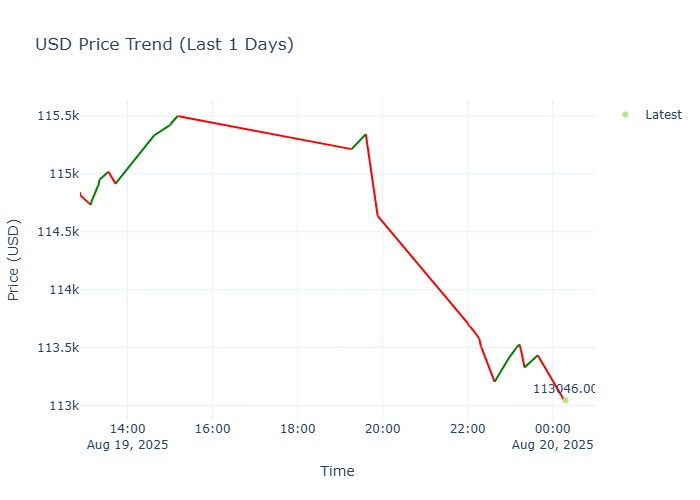 USD Price Trend (Last 1 Days)
Latest
115.5k
115k
114.5k
114k
113.5k
113k
Price (USD)
113046.00
14:00
Aug 19, 2025
16:00
18:00
20:00
22:00
00:00
Aug 20, 2025
Time